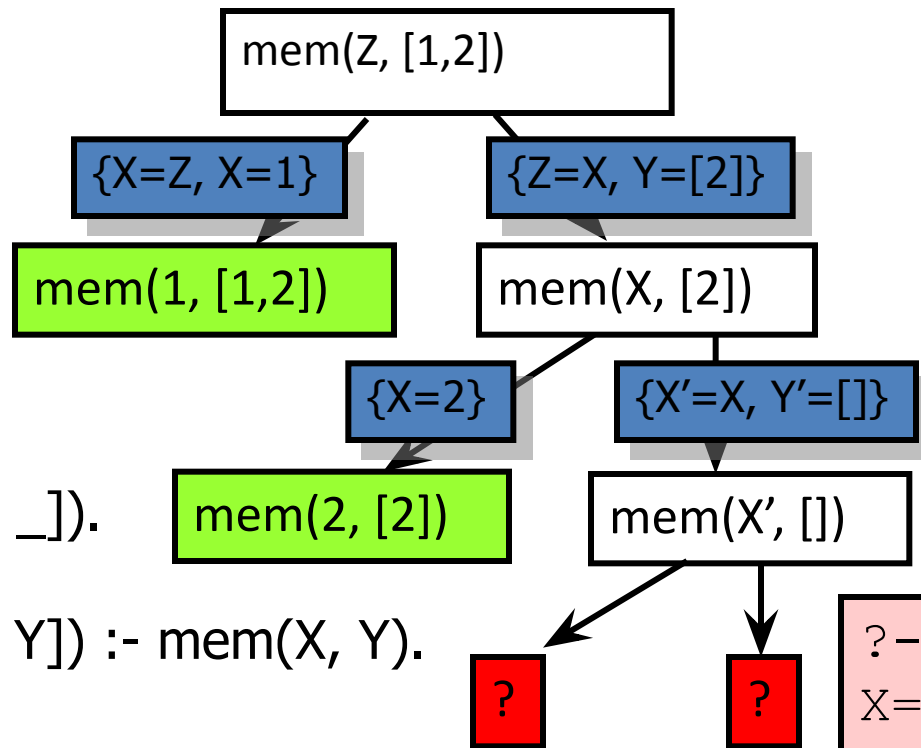 mem(Z, [1,2])
{X=Z, X=1}
{Z=X, Y=[2]}
mem(1, [1,2])
mem(X, [2])
{X=2}
{X’=X, Y’=[]}
_]).
mem(2, [2])
mem(X’, [])
Y]) :- mem(X, Y).
?
?
?-
X=